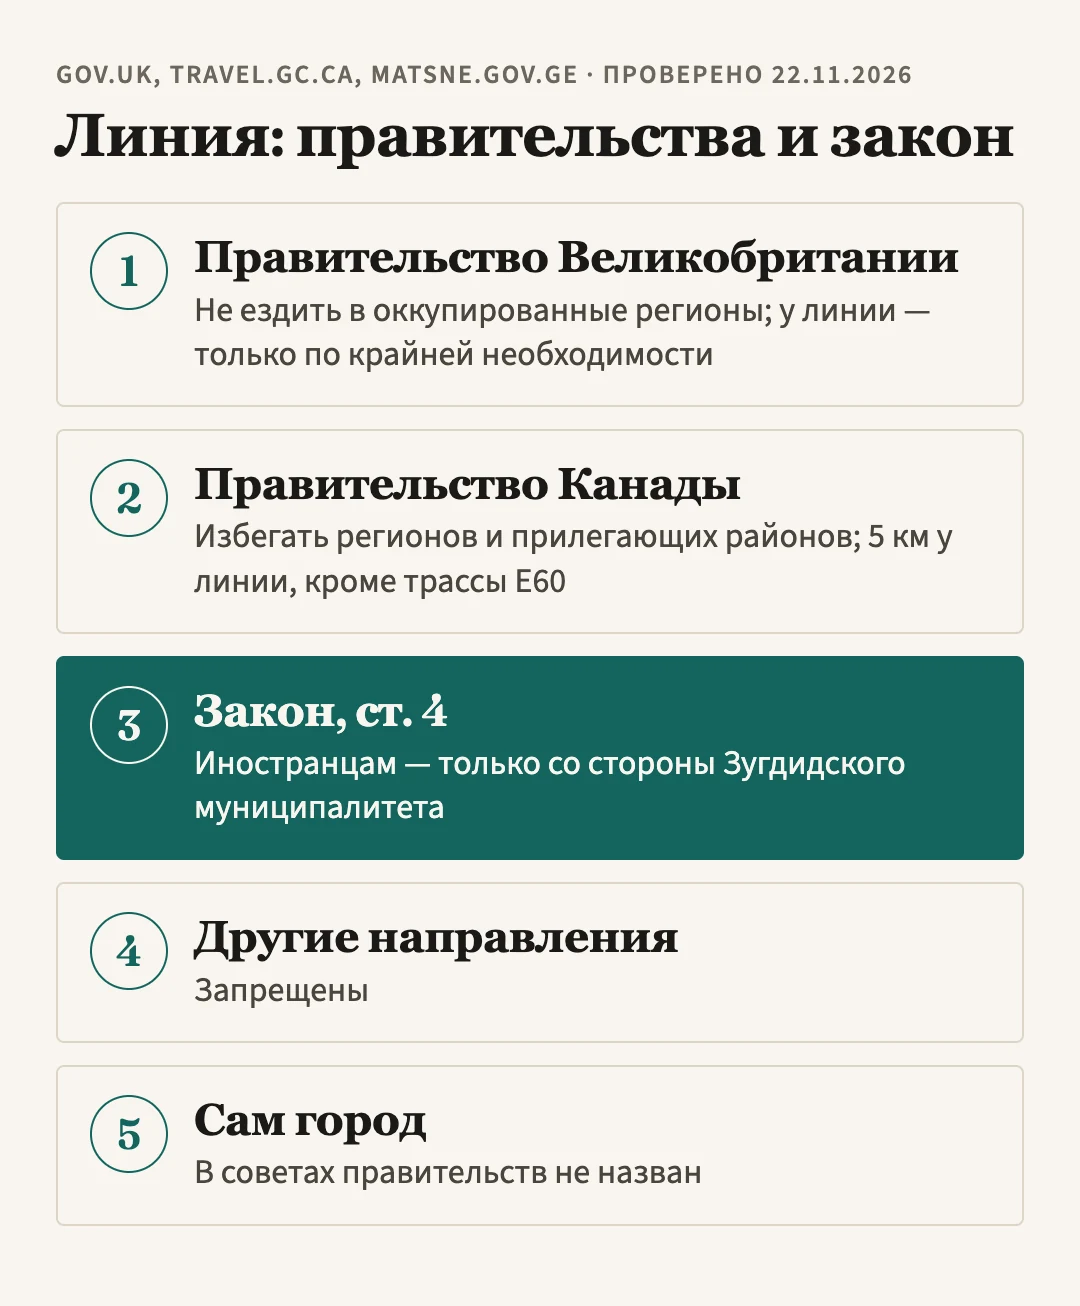 GOV.UK, TRAVEL.GC.CA, MATSNE.GOV.GE · ПРОВЕРЕНО 22.11.2026
Линия: правительства и закон
1
Правительство Великобритании
Не ездить в оккупированные регионы; у линии —
только по крайней необходимости
2
Правительство Канады
Избегать регионов и прилегающих районов; 5 км у
линии, кроме трассы E60
3
Закон, ст. 4
Иностранцам — только со стороны Зугдидского
муниципалитета
4
Другие направления
Запрещены
5
Сам город
В советах правительств не назван